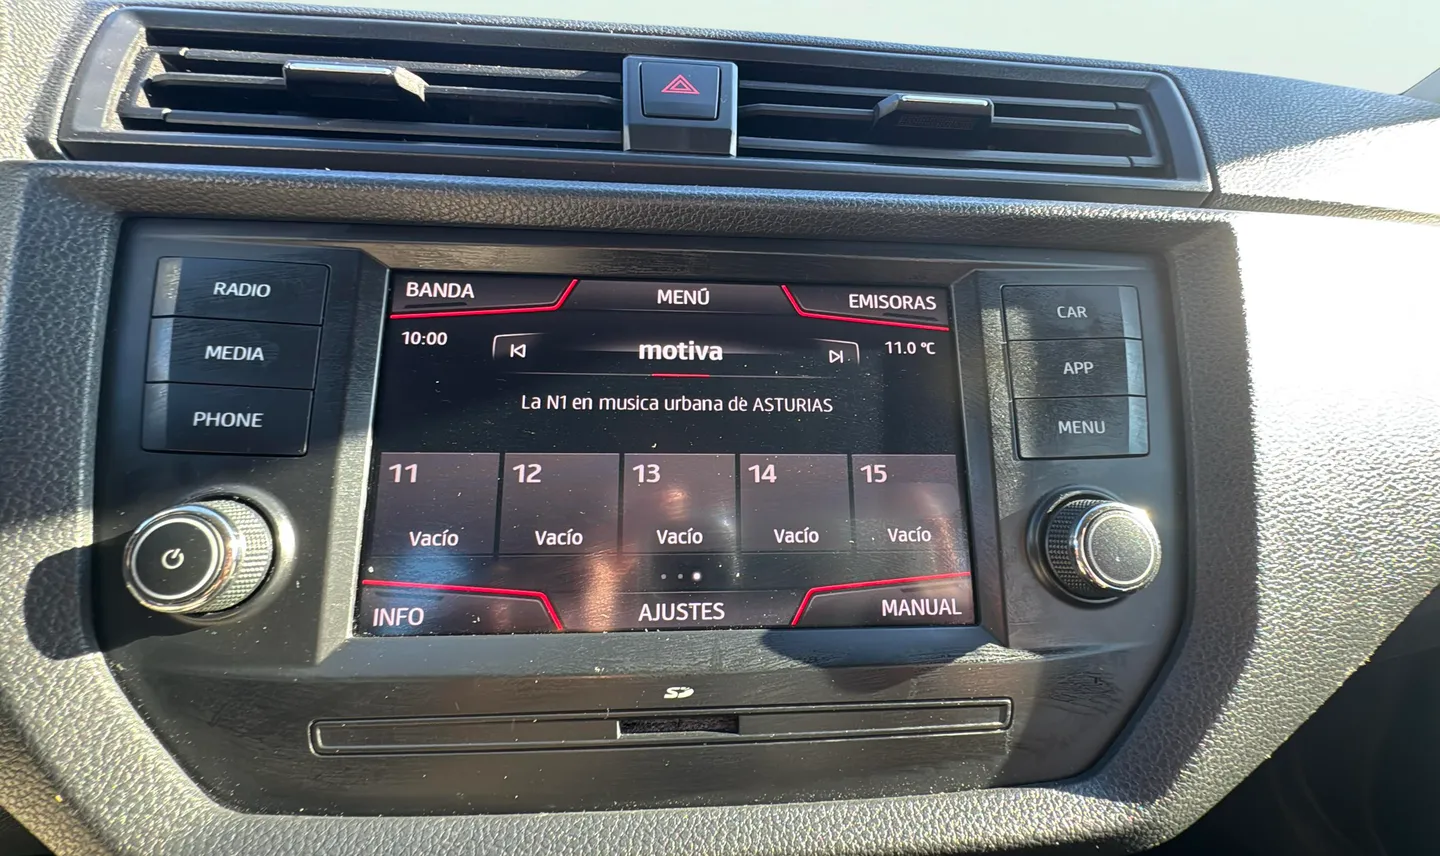 RADIO
MEDIA
PHONE
BANDA
MENÚ
EMISORAS
10:00
motiva
11.0 °C
La N1 en musica urbana de ASTURIAS
11
12
13
14
15
Vacío
Vacío
Vacío
Vacío
Vacío
INFO
AJUSTES
MANUAL
CAR
APP
MENU
SD